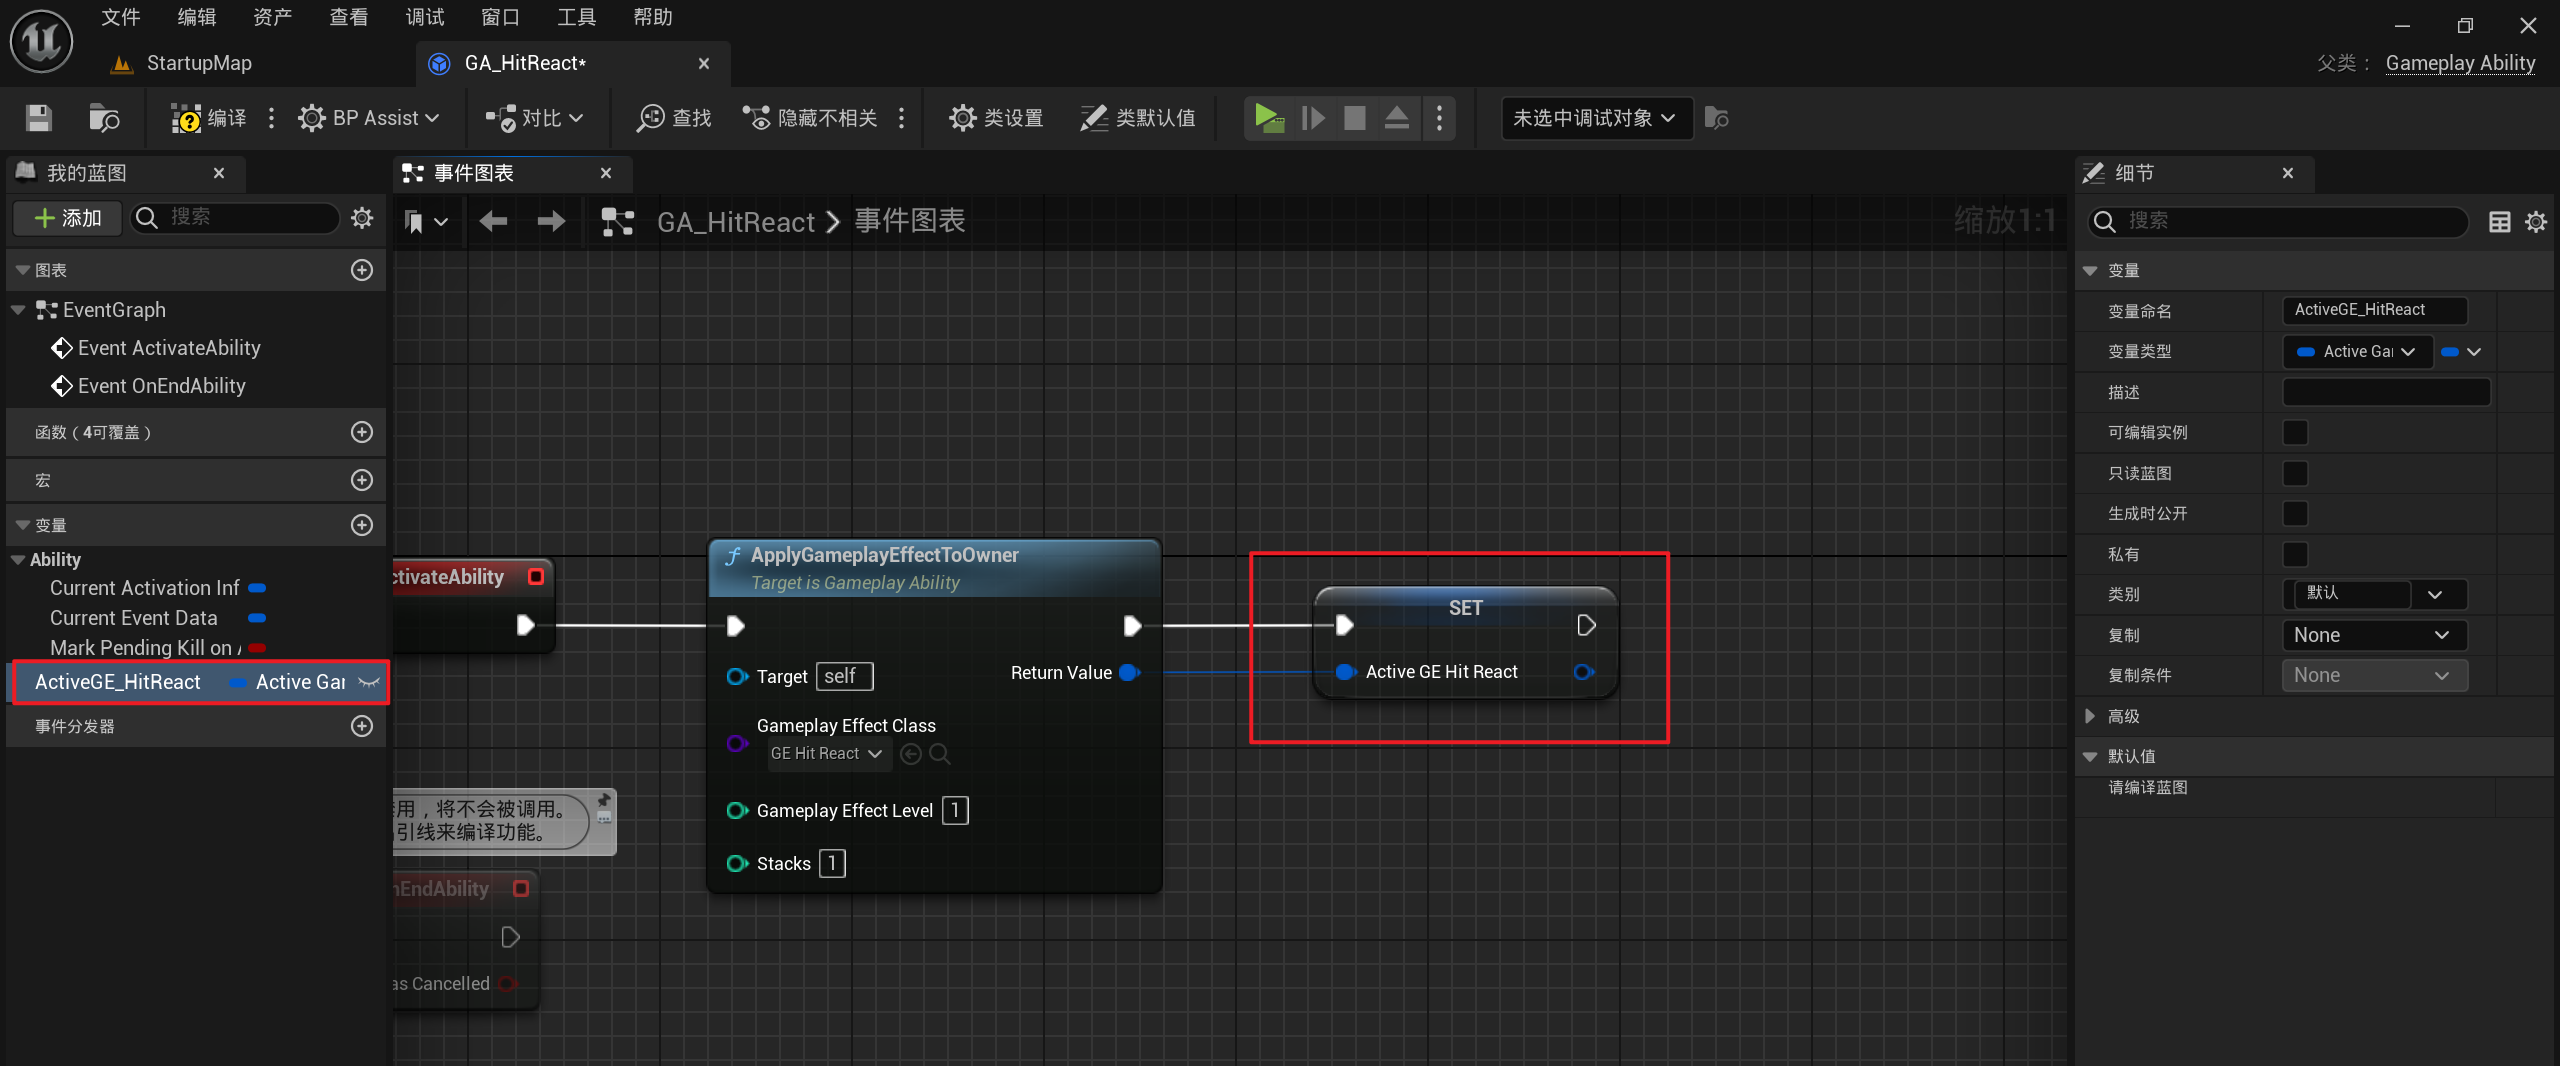 文件 编辑 资产 查看 调试 窗口 工具 帮助
StartupMap
GA_HitReact*
父类： Gameplay Ability
编译
BP Assist
对比
查找
隐藏不相关
类设置
类默认值
未选中调试对象
我的蓝图
添加
搜索
图表
EventGraph
Event ActivateAbility
Event OnEndAbility
函数（4可覆盖）
宏
变量
Ability
Current Activation Inf
Current Event Data
Mark Pending Kill on
ActiveGE_HitReact Active Gar
事件分发器
事件图表
GA_HitReact
事件图表
缩放1:1
ctivateAbility
ApplyGameplayEffectToOwner
Target is Gameplay Ability
Target self
Return Value
Gameplay Effect Class
GE Hit React
Gameplay Effect Level 1
Stacks 1
SET
Active GE Hit React
用，将不会被调用。
引线来编译功能。
nEndAbility
as Cancelled
细节
搜索
变量
变量命名 ActiveGE_HitReact
变量类型 Active Ga
描述
可编辑实例
只读蓝图
生成时公开
私有
类别 默认
复制 None
复制条件 None
高级
默认值
请编译蓝图